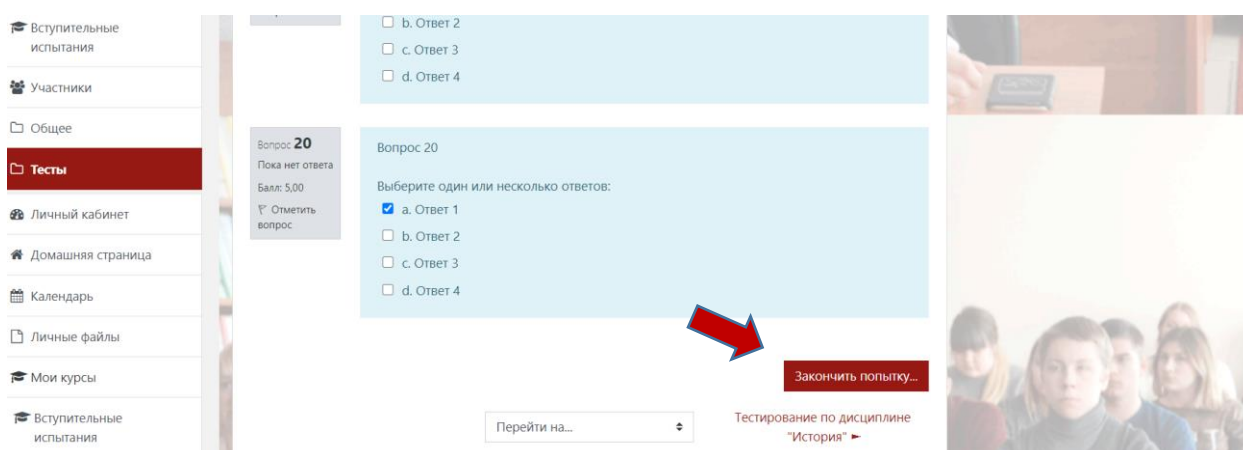 Вступительные
испытания
Участники
Общее
Тесты
Личный кабинет
Домашняя страница
Календарь
Личные файлы
Мои курсы
Вступительные
испытания
b. Ответ 2
c. Ответ 3
d. Ответ 4
Вопрос 20
Пока нет ответа
Балл: 5,00
Отметить
вопрос
Вопрос 20
Выберите один или несколько ответов:
a. Ответ 1
b. Ответ 2
c. Ответ 3
d. Ответ 4
Закончить попытку...
Перейти на...
Тестирование по дисциплине
"История" ►